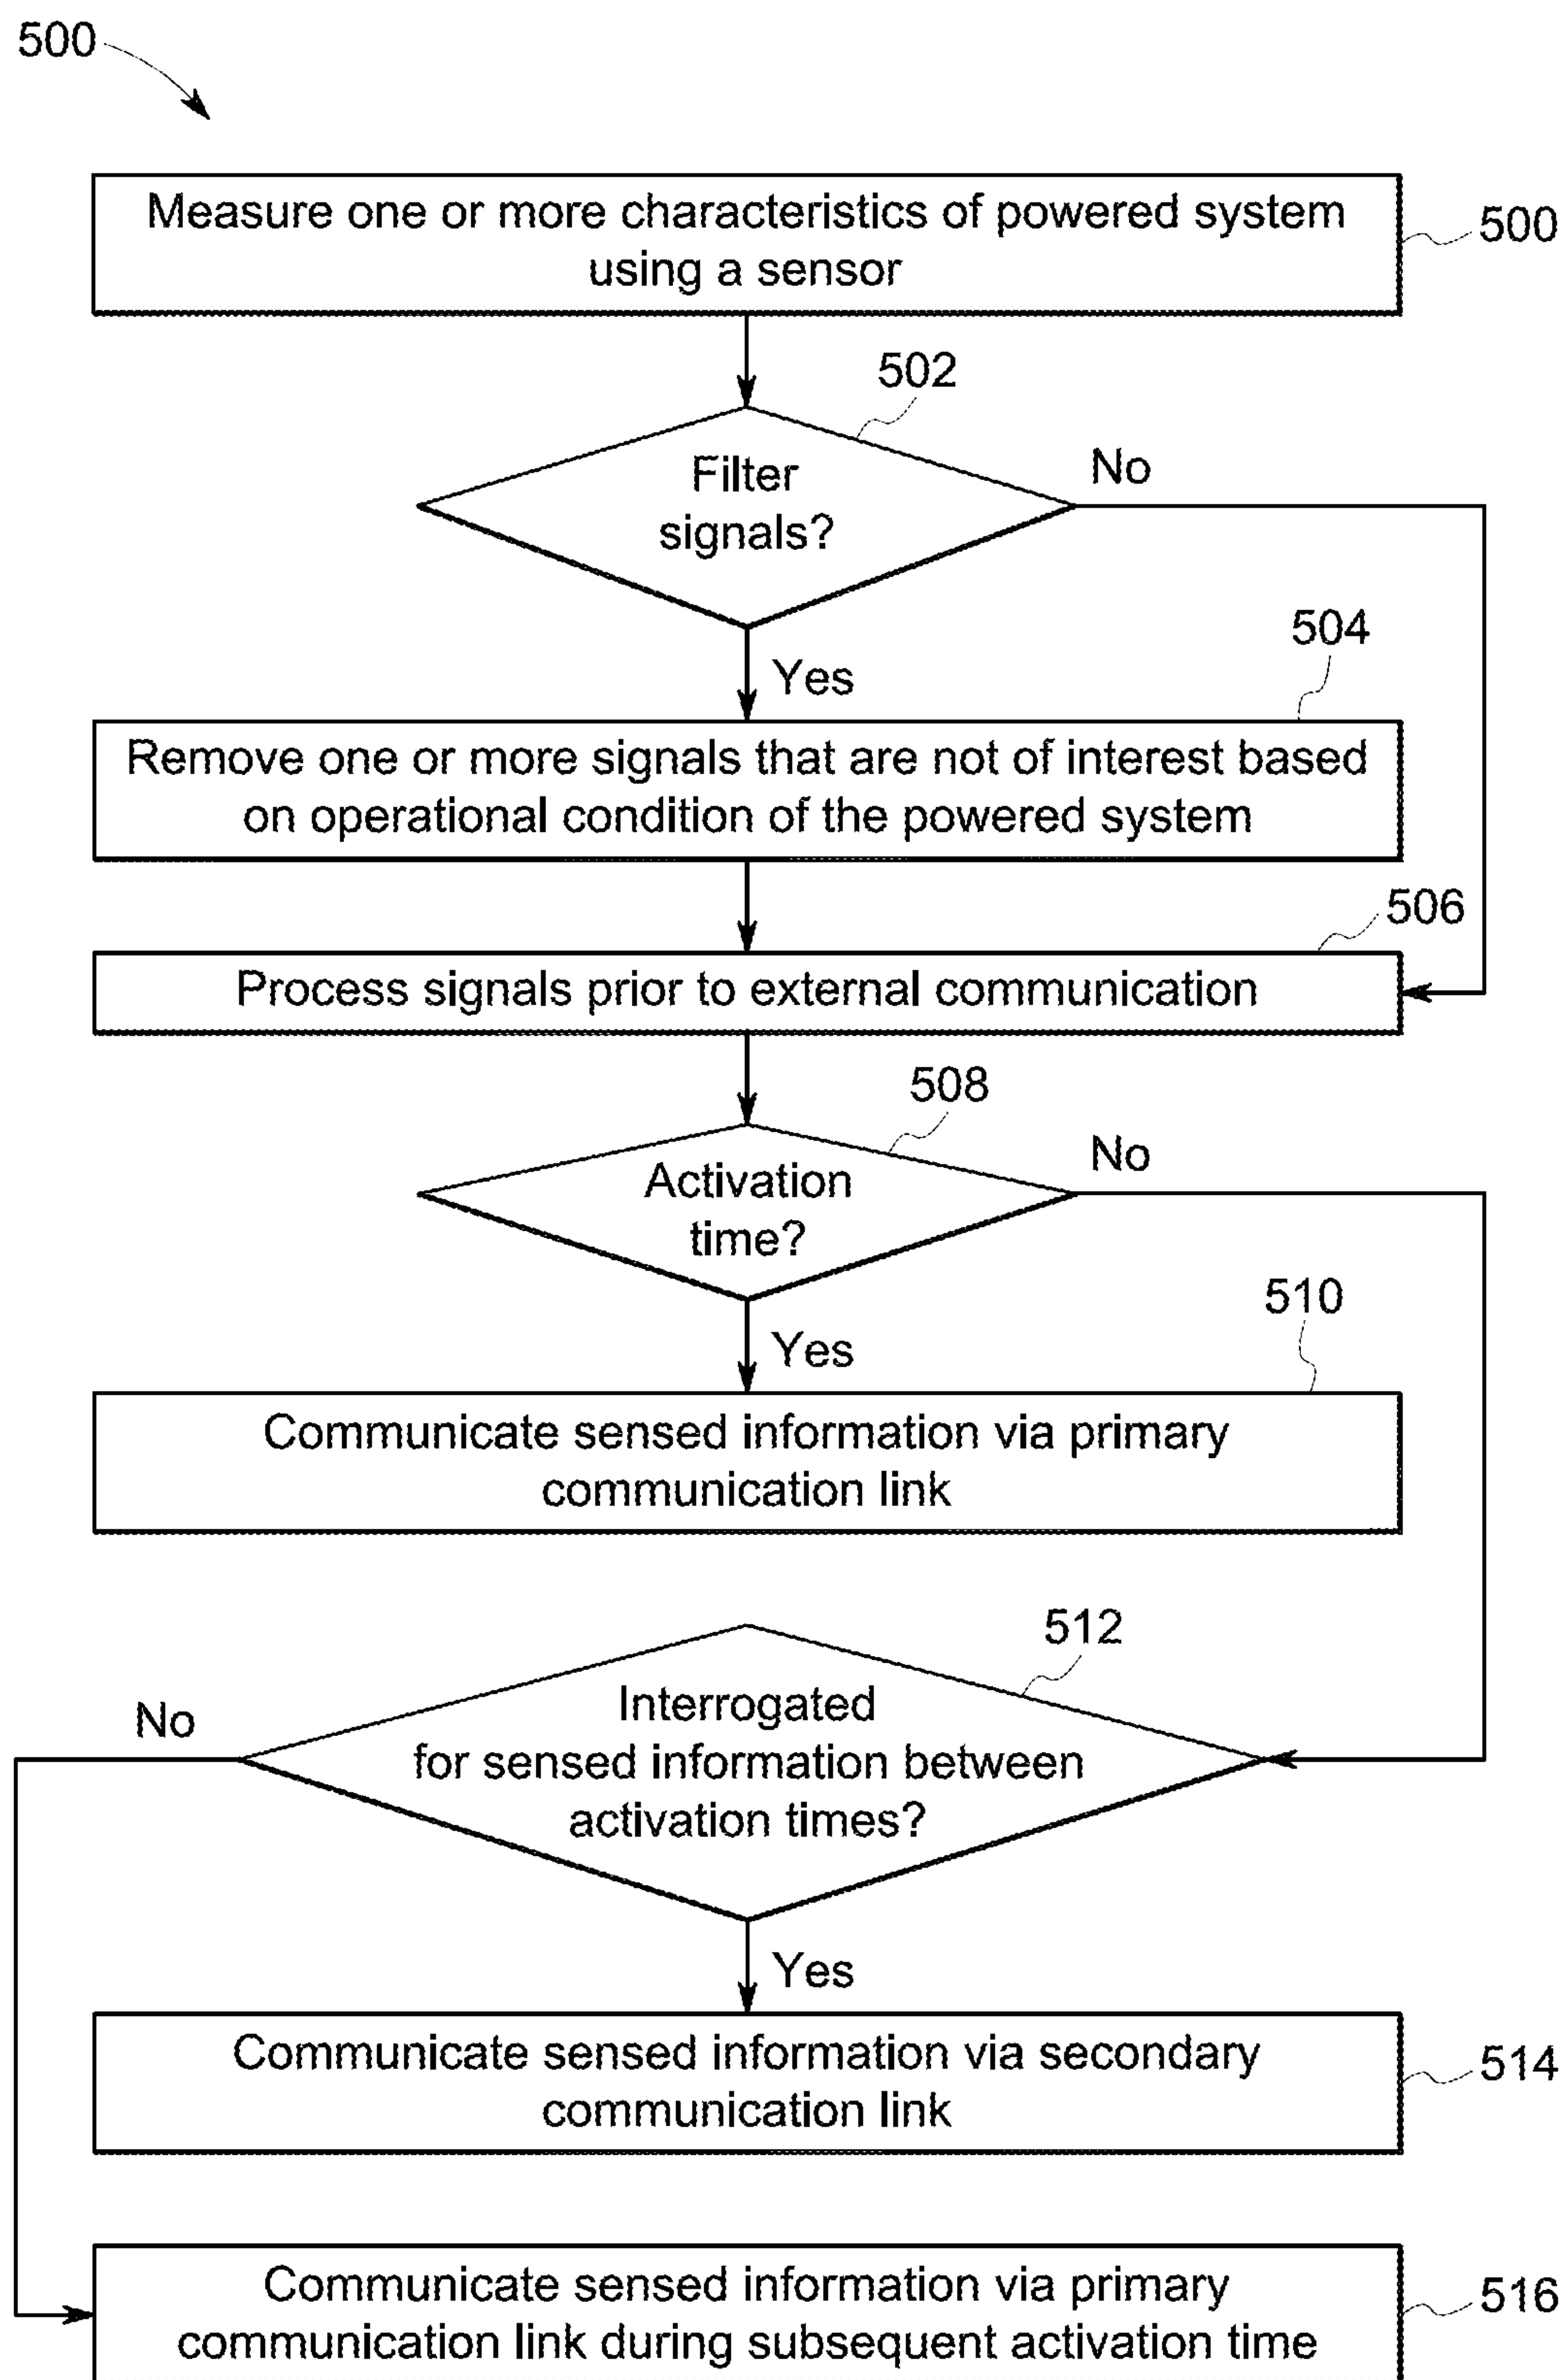 500
Measure one or more characteristics of powered system
using a sensor
500
502
Filter
signals?
No
Yes
504
Remove one or more signals that are not of interest based
on operational condition of the powered system
506
Process signals prior to external communication
508
Activation
time?
No
Yes
510
Communicate sensed information via primary
communication link
512
Interrogated
for sensed information between
activation times?
No
Yes
Communicate sensed information via secondary
communication link
514
Communicate sensed information via primary
communication link during subsequent activation time
516